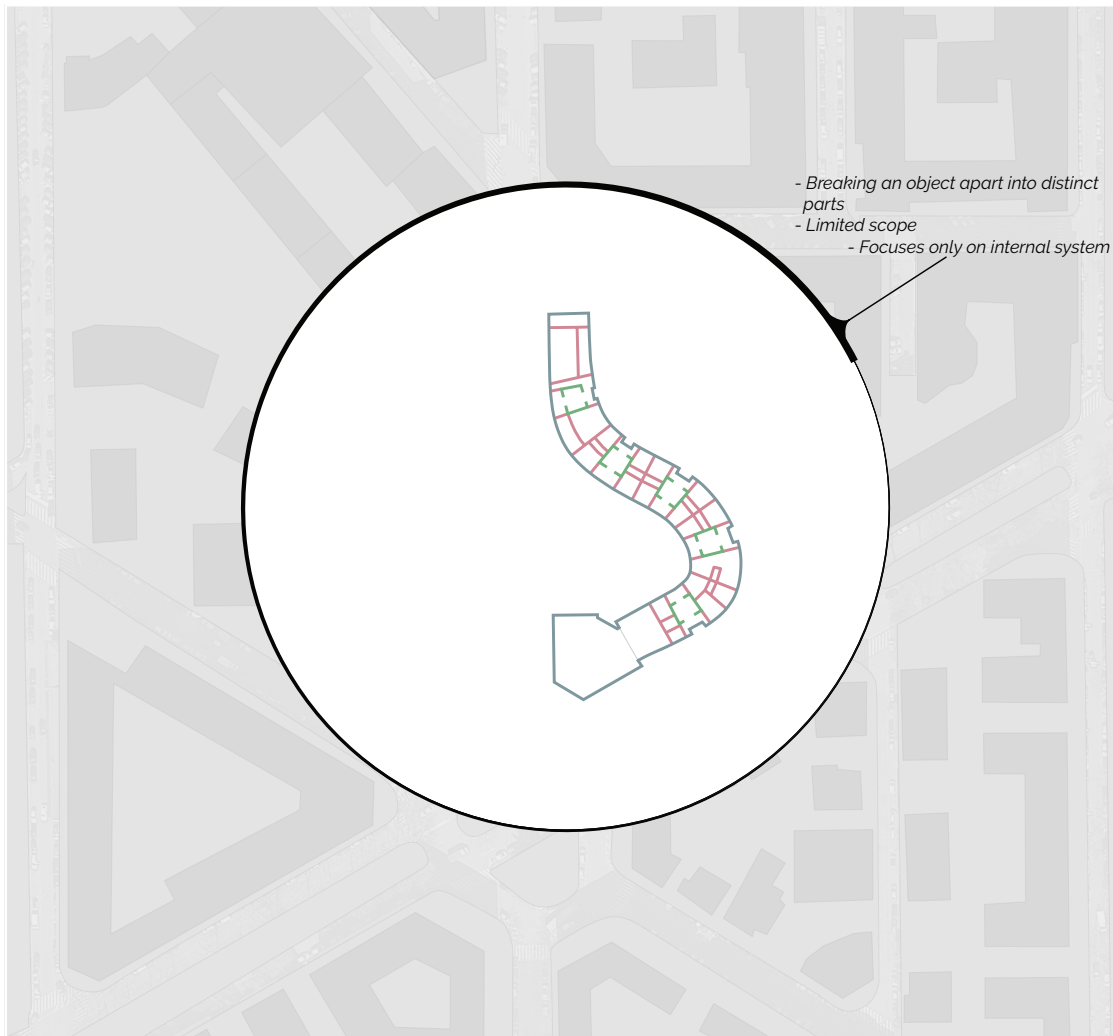 - Breaking an object apart into distinct
parts
- Limited scope
- Focuses only on internal system